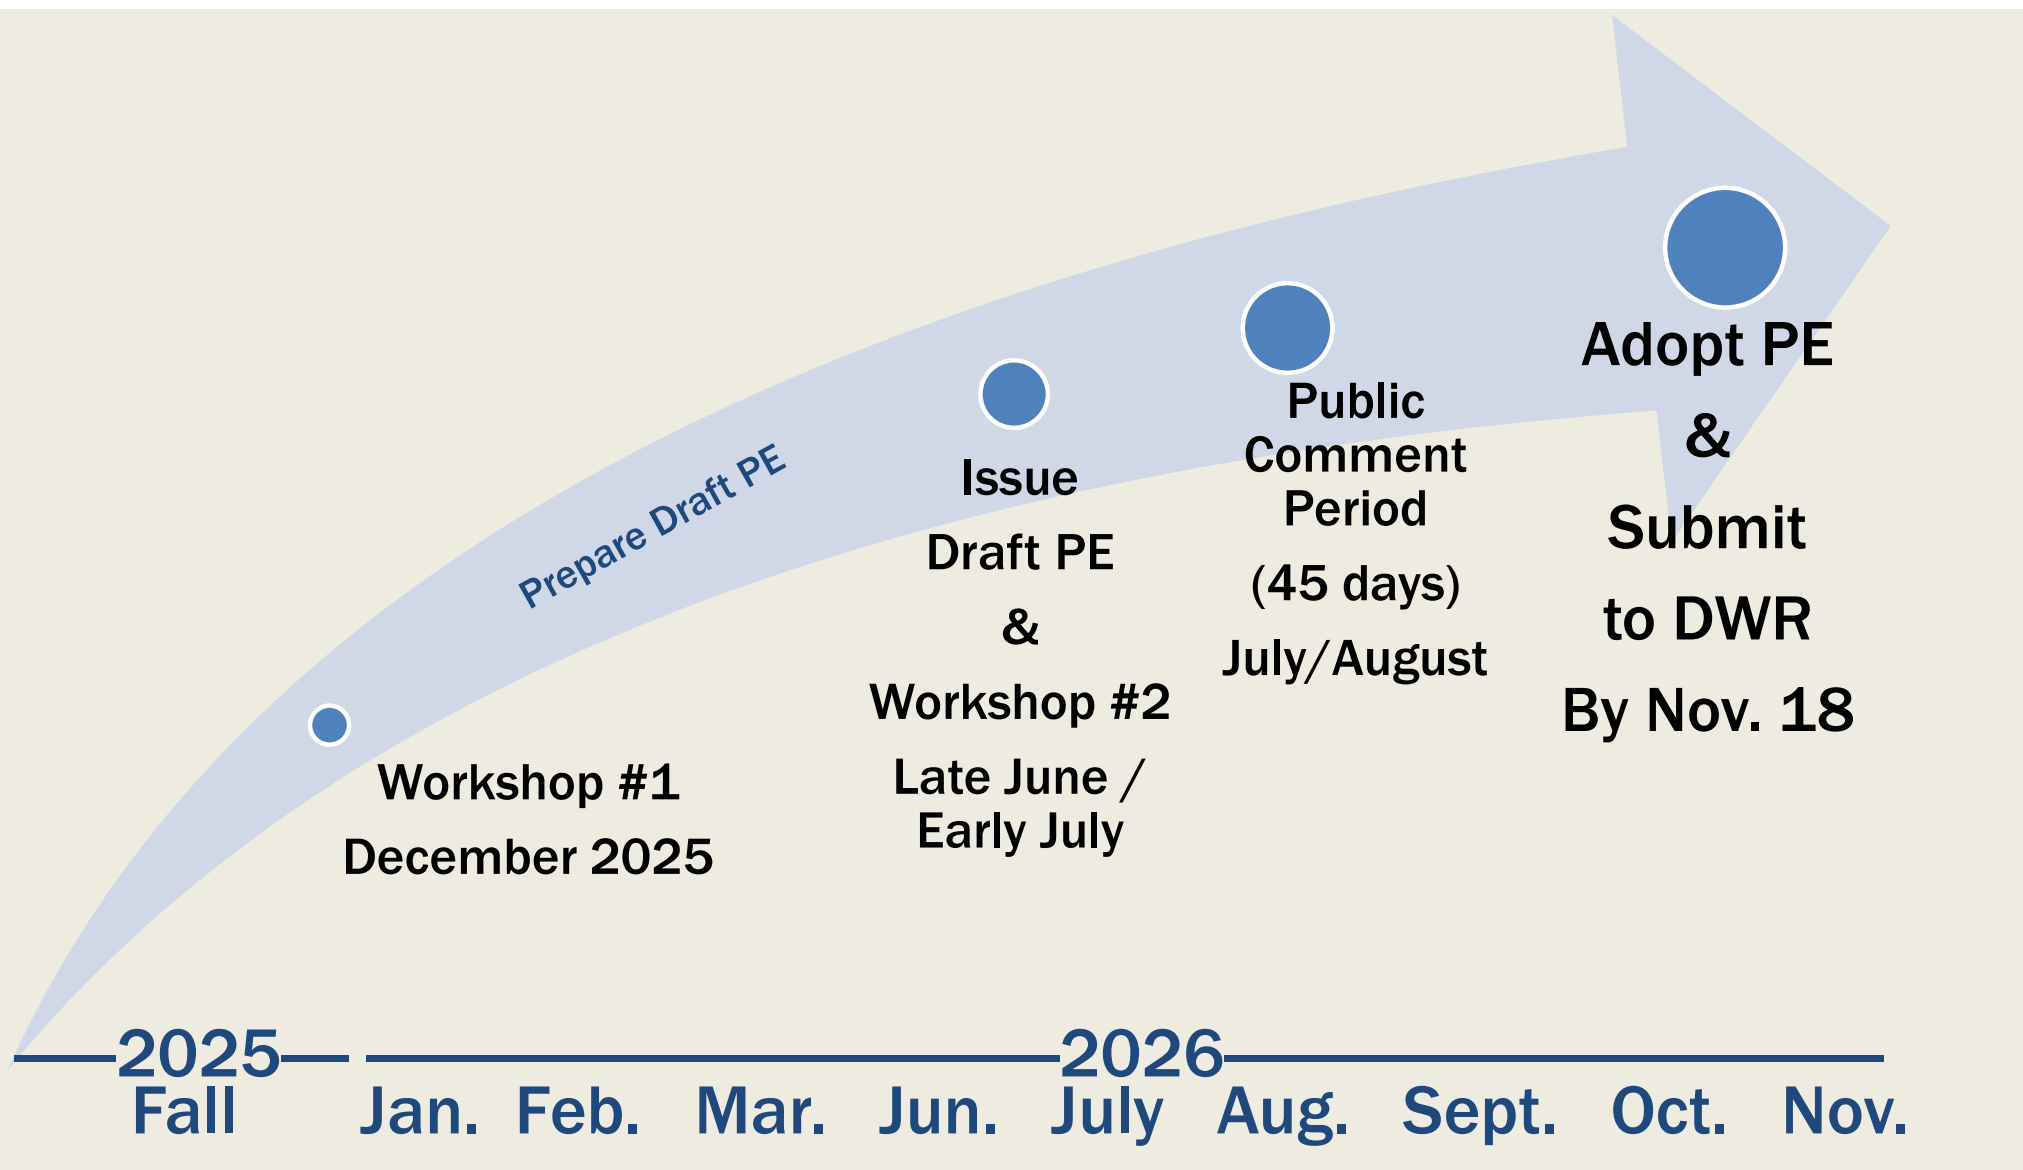 Prepare Draft PE
Workshop #1
December 2025
Issue
Draft PE
&
Workshop #2
Late June /
Early July
Public
Comment
Period
(45 days)
July/August
Adopt PE
&
Submit
to DWR
By Nov. 18
2025
2026
Fall
Jan. Feb. Mar. Jun. July Aug. Sept. Oct. Nov.